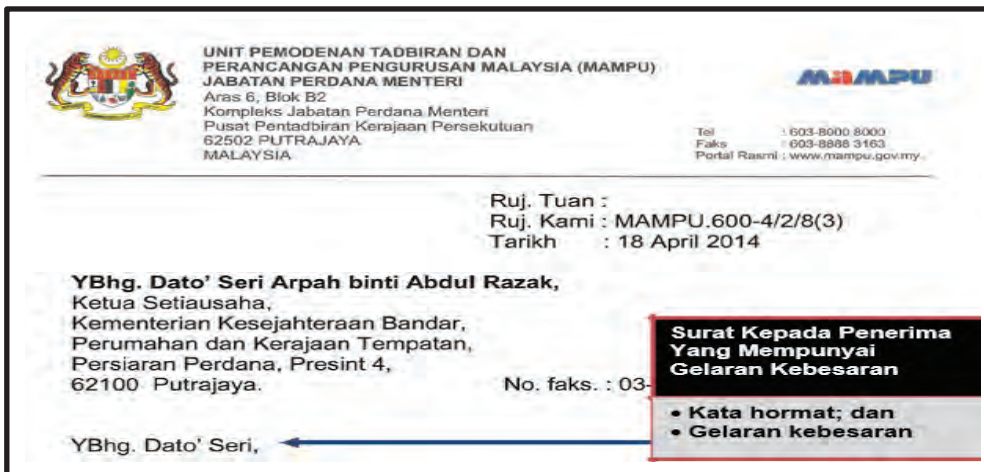 UNIT PEMODENAN TADBIRAN DAN
PERANCANGAN PENGURUSAN MALAYSIA (MAMPU)
JABATAN PERDANA MENTERI
Aras 6, Blok B2
Kompleks Jabatan Perdana Menteri
Pusat Pentadbiran Kerajaan Persekutuan
62502 PUTRAJAYA
MALAYSIA
MAMPU
Tel : 603-8000 8000
Faks : 603-8888 3163
Portal Rasmi : www.mampu.gov.my
Ruj. Tuan :
Ruj. Kami : MAMPU.600-4/2/8(3)
Tarikh : 18 April 2014
YBhg. Dato' Seri Arpah binti Abdul Razak,
Ketua Setiausaha,
Kementerian Kesejahteraan Bandar,
Perumahan dan Kerajaan Tempatan,
Persiaran Perdana, Presint 4,
62100 Putrajaya.
No. faks. : 03-
Surat Kepada Penerima
Yang Mempunyai
Gelaran Kebesaran
• Kata hormat; dan
• Gelaran kebesaran
YBhg. Dato' Seri,